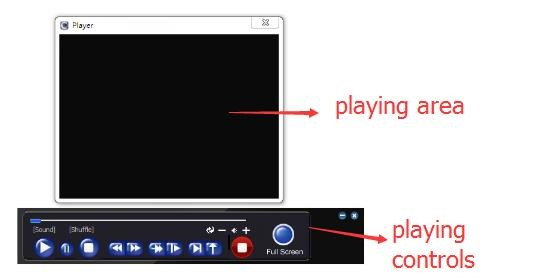 Player
playing area
[Sound] [Shuffle]
Full Screen
playing
controls